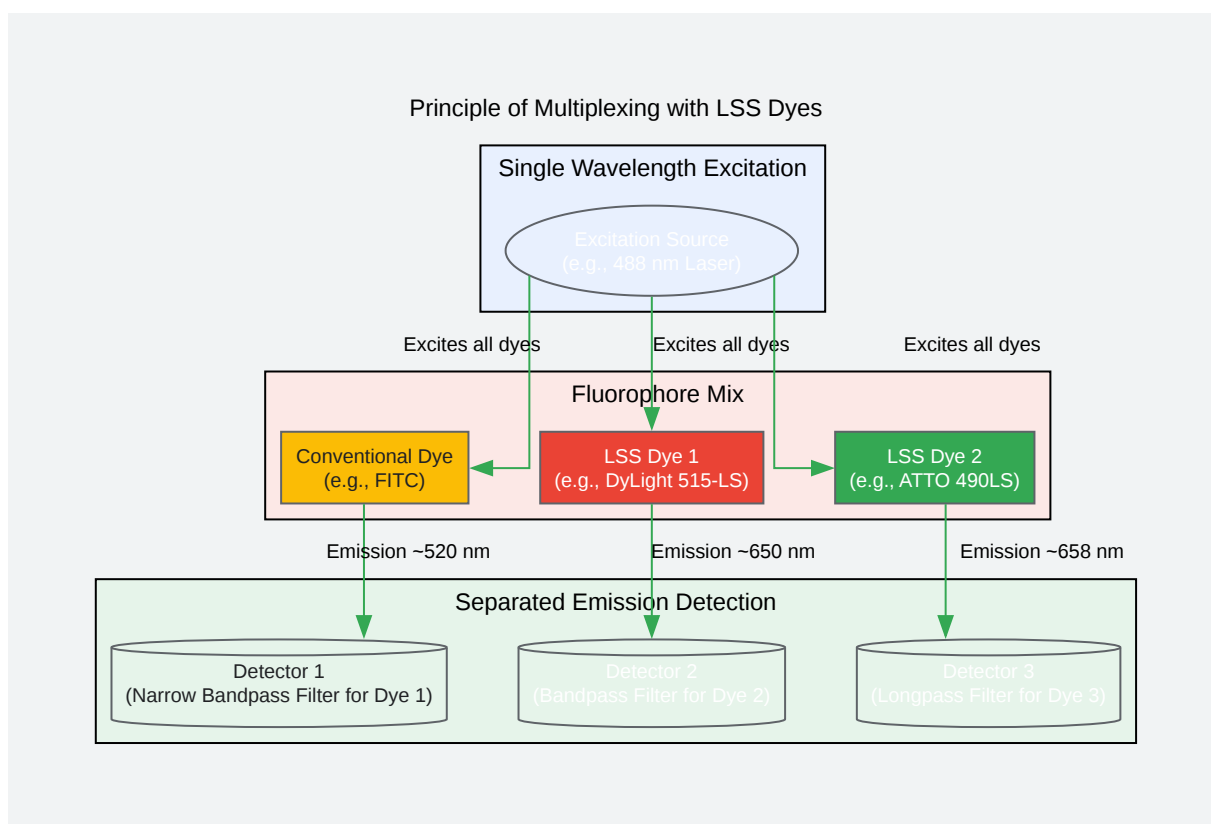 Principle of Multiplexing with LSS Dyes
Single Wavelength Excitation
Excitation Source
(e.g., 488 nm Laser)
Excites all dyes
Excites all dyes
Excites all dyes
Fluorophore Mix
Conventional Dye
(e.g., FITC)
LSS Dye 1
(e.g., DyLight 515-LS)
LSS Dye 2
(e.g., ATTO 490LS)
Emission ~520 nm
Emission ~650 nm
Emission ~658 nm
Separated Emission Detection
Detector 1
(Narrow Bandpass Filter for Dye 1)
Detector 2
(Bandpass Filter for Dye 2)
Detector 3
(Longpass Filter for Dye 3)